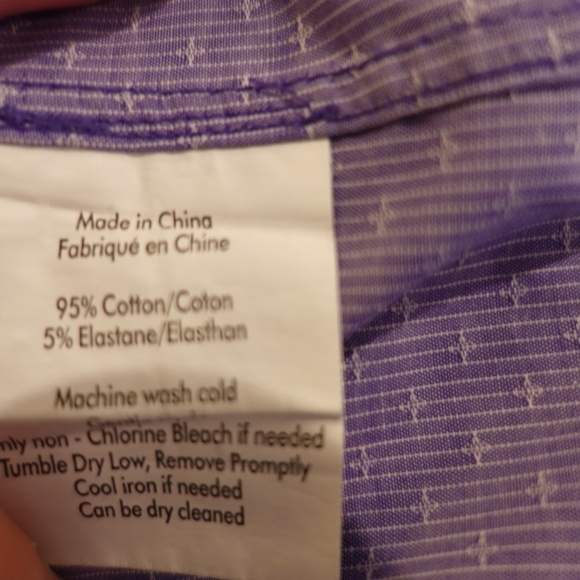 Made in China
Fabriqué en Chine
95% Cotton/Coton
5% Elastane/Elasthan
Machine wash cold
non - Chlorine Bleach if needed
Tumble Dry Low, Remove Promptly
Cool iron if needed
Can be dry cleaned